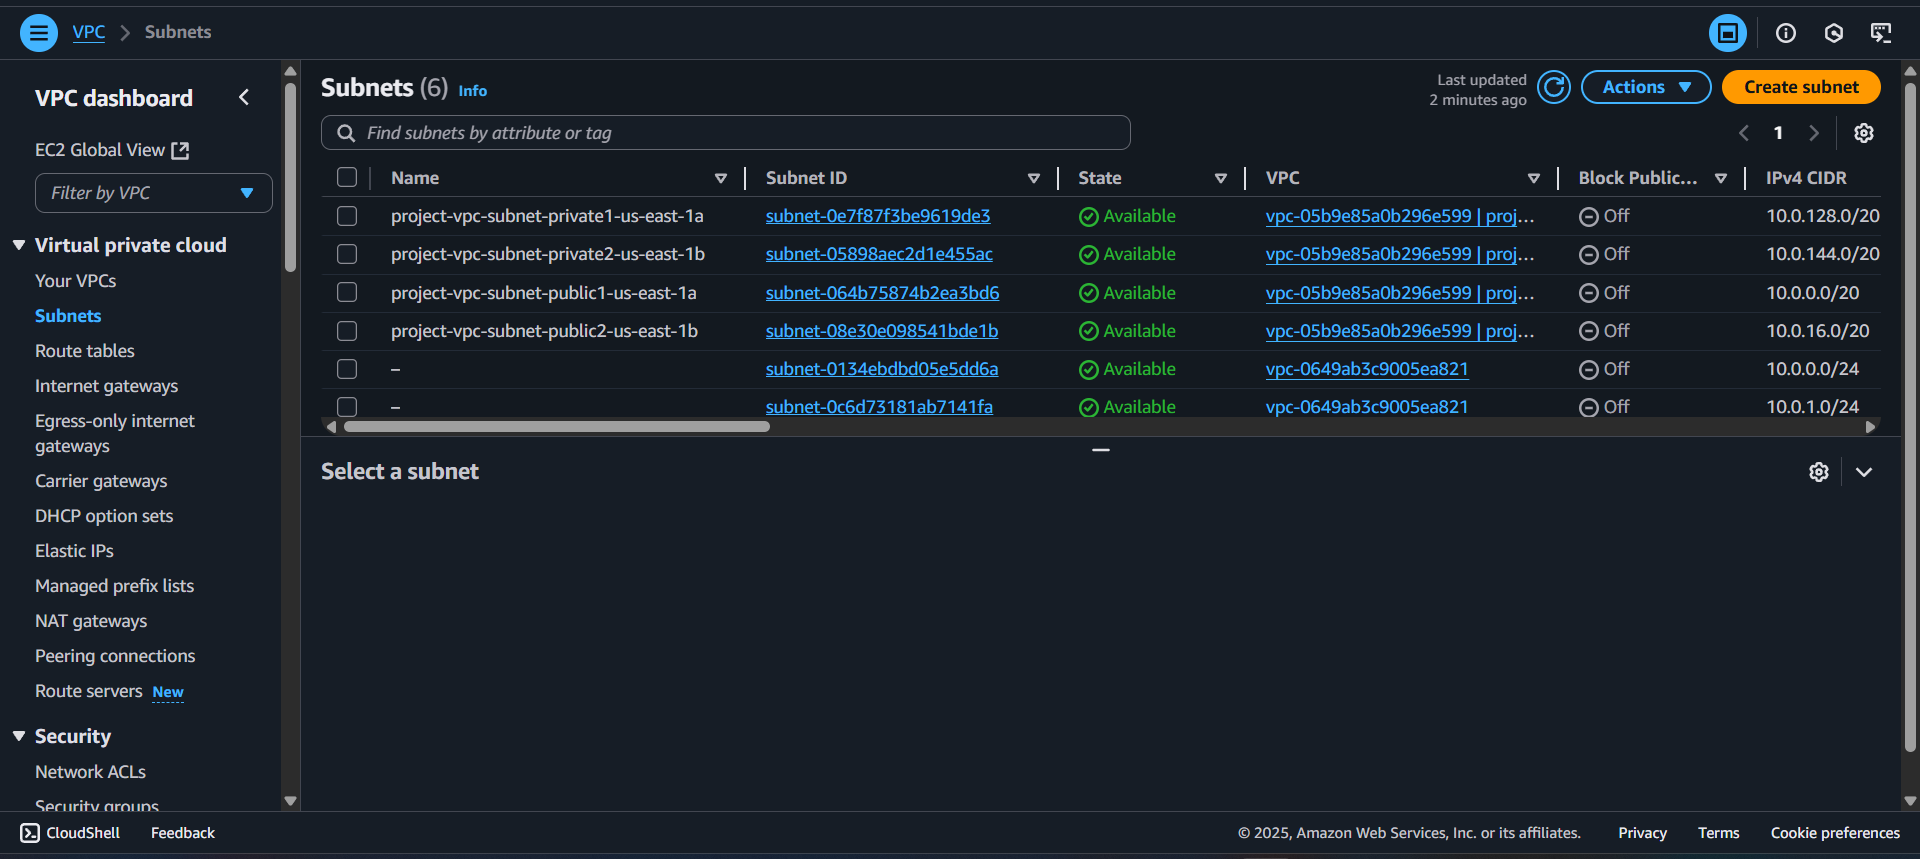 VPC > Subnets
VPC dashboard
EC2 Global View
Filter by VPC
Virtual private cloud
Your VPCs
Subnets
Route tables
Internet gateways
Egress-only internet
gateways
Carrier gateways
DHCP option sets
Elastic IPs
Managed prefix lists
NAT gateways
Peering connections
Route servers New
Security
Network ACLs
Security groups
Subnets (6) Info
Last updated
2 minutes ago
Actions
Create subnet
Find subnets by attribute or tag
1
Name Subnet ID State VPC Block Public... IPv4 CIDR
project-vpc-subnet-private1-us-east-1a subnet-0e7f87f3be9619de3 Available vpc-05b9e85a0b296e599 | proj... Off 10.0.128.0/20
project-vpc-subnet-private2-us-east-1b subnet-05898aec2d1e455ac Available vpc-05b9e85a0b296e599 | proj... Off 10.0.144.0/20
project-vpc-subnet-public1-us-east-1a subnet-064b75874b2ea3bd6 Available vpc-05b9e85a0b296e599 | proj... Off 10.0.0.0/20
project-vpc-subnet-public2-us-east-1b subnet-08e30e098541bde1b Available vpc-05b9e85a0b296e599 | proj... Off 10.0.16.0/20
– subnet-0134ebdbd05e5dd6a Available vpc-0649ab3c9005ea821 Off 10.0.0.0/24
– subnet-0c6d73181ab7141fa Available vpc-0649ab3c9005ea821 Off 10.0.1.0/24
Select a subnet
CloudShell Feedback © 2025, Amazon Web Services, Inc. or its affiliates. Privacy Terms Cookie preferences